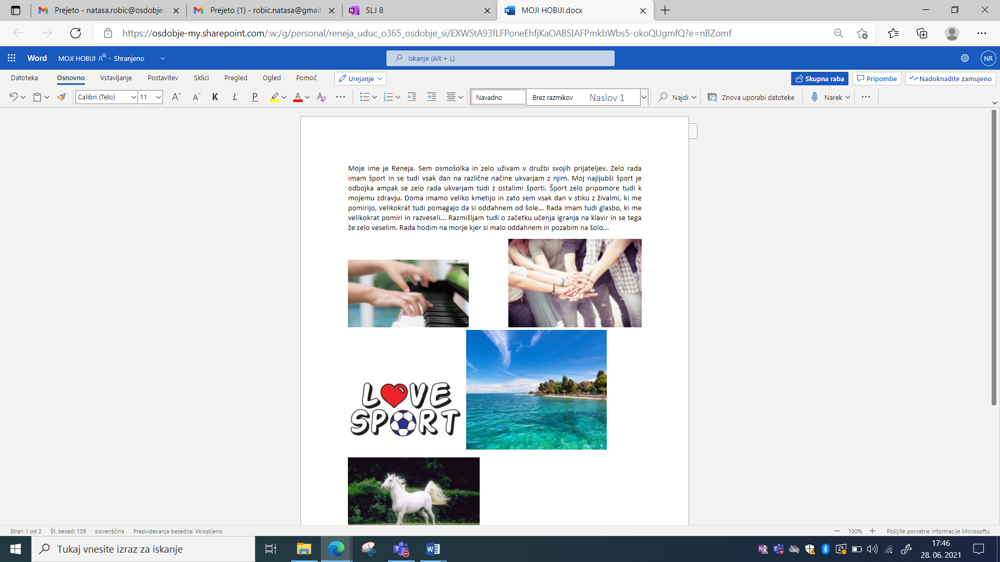 Prejeto - natasa.robic@osdobje.s
Prejeto (1) - robic.natasa@gmail.
SLJ 8
MOJI HOBIJI.docx
https://osdobje-my.sharepoint.com/:w:/g/personal/reneja_uduc_o365_osdobje_si/EXWStA93fLFPoneEhfjKaOABSIAFPmkbWbs5-okoQUgmfQ?e=nBZomf
Word MOJI HOBIJI - Shranjeno
Iskanje (Alt + L)
NR
Datoteka Osnovno Vstavljanje Postavitev Sklici Pregled Ogled Pomoč Urejanje
Skupna raba Pripombe Nadoknadite zamujeno
Calibri (Telo) 11 A A K L P A A Navadno Brez razmikov Naslov 1 Najdi Znova uporabi datoteke Narek
Moje ime je Reneja. Sem osmošolka in zelo uživam v družbi svojih prijateljev. Zelo rada
imam šport in se tudi vsak dan na različne načine ukvarjam z njim. Moj najljubši šport je
odbojka ampak se zelo rada ukvarjam tudi z ostalimi športi. Šport zelo pripomore tudi k
mojemu zdravju. Doma imamo veliko kmetijo in zato sem vsak dan v stiku z živalmi, ki me
pomirijo, velikokrat tudi pomagajo da si oddahnem od šole... Rada imam tudi glasbo, ki me
velikokrat pomiri in razveseli... Razmišljam tudi o začetku učenja igranja na klavir in se tega
že zelo veselim. Rada hodim na morje kjer si malo oddahnem in pozabim na šolo...
LOVE
SPORT
Stran 1 od 2 Št. besed: 109 slovenščina Predvidevanja besedila: Vklopljeno
100% Pošljite povratne informacije Microsoftu
Tukaj vnesite izraz za iskanje
17:46
28. 06. 2021